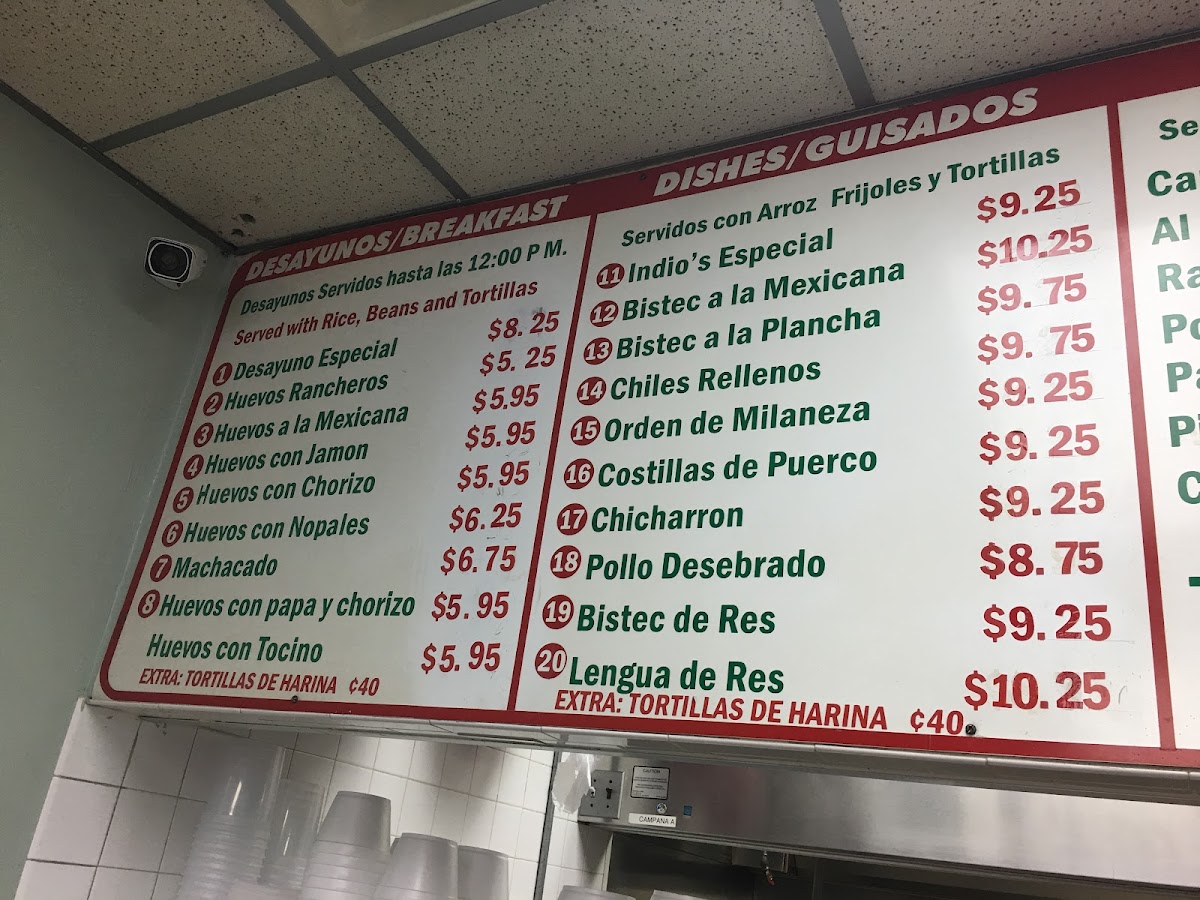 DESAYUNOS/BREAKFAST
Desayunos Servidos hasta las 12:00 P M.
Served with Rice, Beans and Tortillas
1 Desayuno Especial $8.25
2 Huevos Rancheros $5.25
3 Huevos a la Mexicana $5.95
4 Huevos con Jamon $5.95
5 Huevos con Chorizo $5.95
6 Huevos con Nopales $6.25
7 Machacado $6.75
8 Huevos con papa y chorizo $5.95
Huevos con Tocino $5.95
EXTRA: TORTILLAS DE HARINA ¢40
DISHES/GUISADOS
Servidos con Arroz Frijoles y Tortillas
11 Indio's Especial $9.25
12 Bistec a la Mexicana $10.25
13 Bistec a la Plancha $9.75
14 Chiles Rellenos $9.75
15 Orden de Milaneza $9.25
16 Costillas de Puerco $9.25
17 Chicharron $9.25
18 Pollo Desebrado $8.75
19 Bistec de Res $9.25
20 Lengua de Res $10.25
EXTRA: TORTILLAS DE HARINA ¢40
Al
CAUTION
CAMPANA A